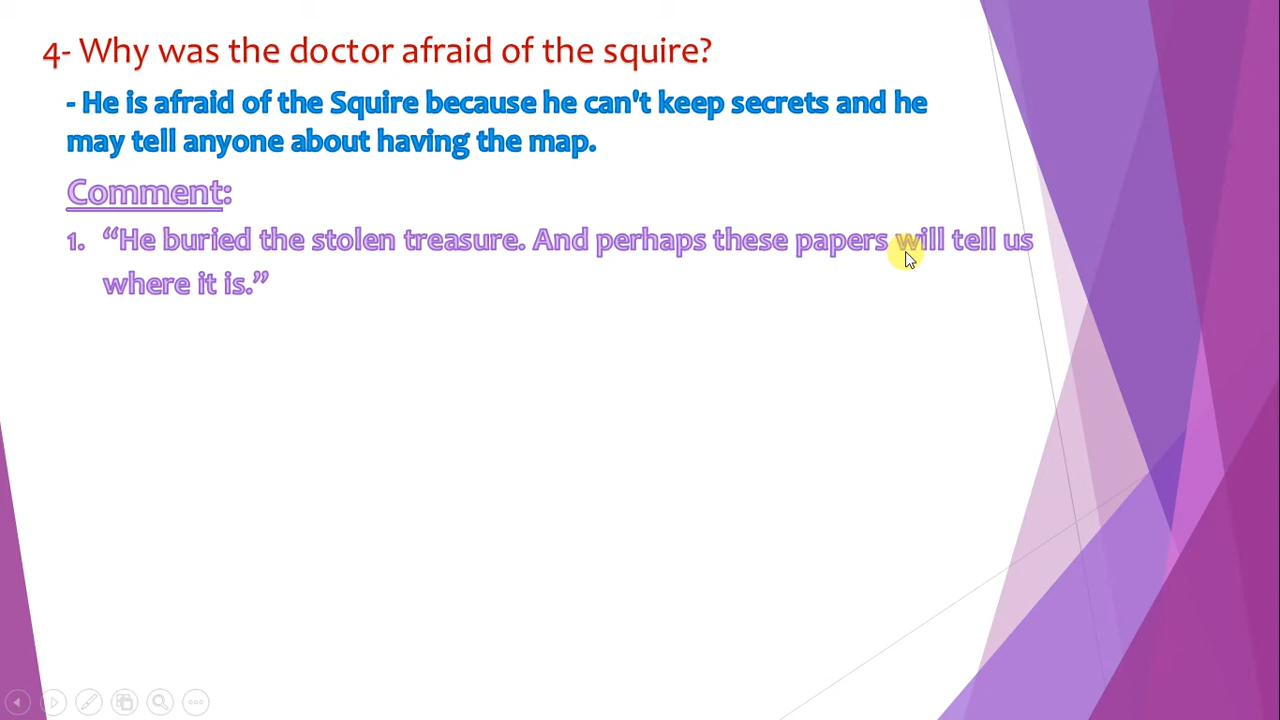 4- Why was the doctor afraid of the squire?
- He is afraid of the Squire because he can't keep secrets and he
may tell anyone about having the map.
Comment:
1. “He buried the stolen treasure. And perhaps these papers will tell us
where it is.”